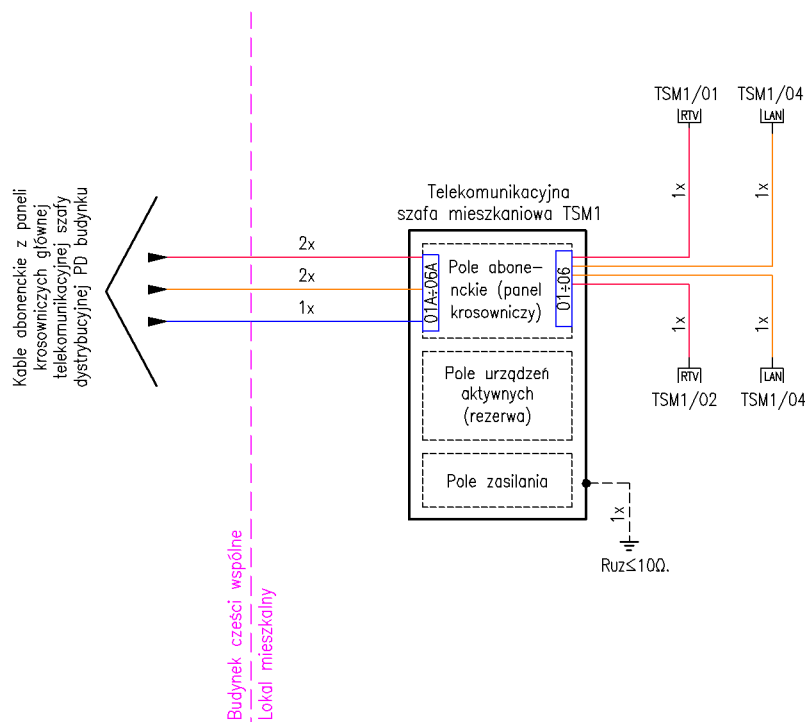 Kable abonenckie z paneli
krosowniczych głównej
telekomunikacyjnej szafy
dystrybucyjnej PD budynku
2x
2x
1x
Budynek cześci wspólne
Lokal mieszkalny
Telekomunikacyjna
szafa mieszkaniowa TSM1
01A÷06A
Pole abone–
nckie (panel
krosowniczy)
01÷06
Pole urządzeń
aktywnych
(rezerwa)
Pole zasilania
1x
Ruz≤10Ω.
TSM1/01
RTV
1x
TSM1/04
LAN
1x
1x
RTV
TSM1/02
1x
LAN
TSM1/04